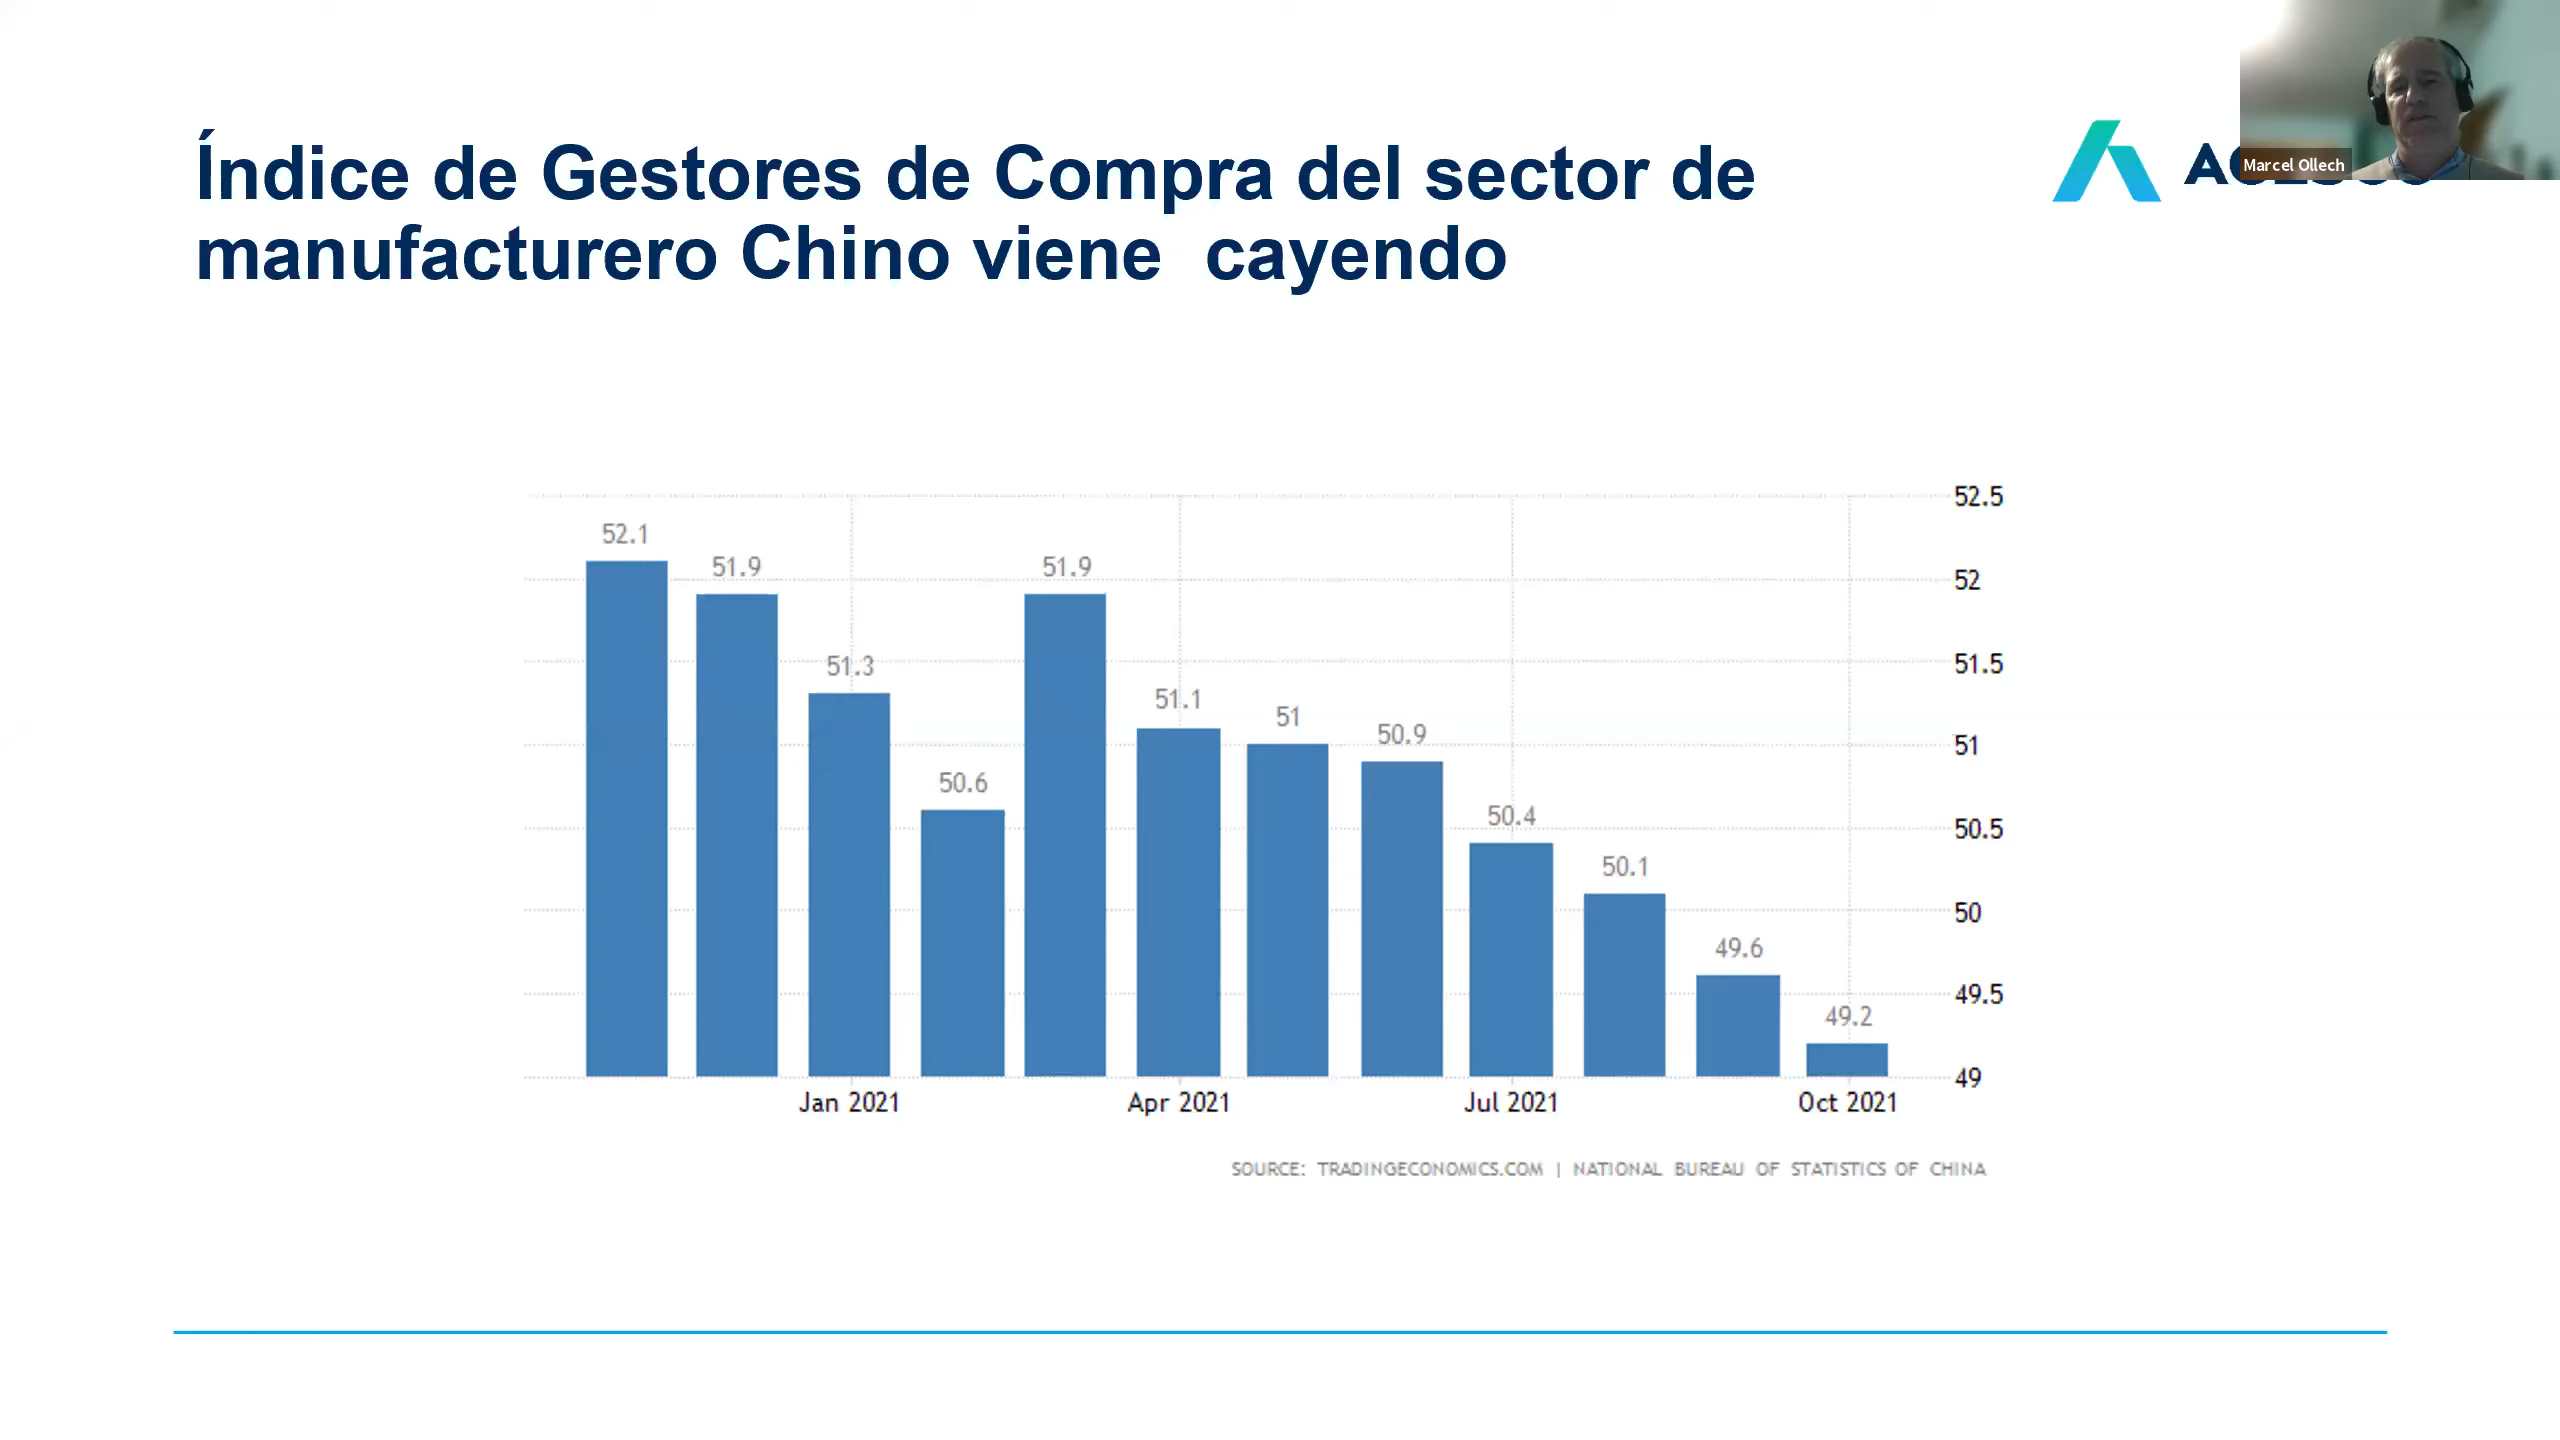 Índice de Gestores de Compra del sector de
manufacturero Chino viene  cayendo
Marcel Ollech
52.5
52
51.5
51
50.5
50
49.5
49
52.1
51.9
51.3
50.6
51.9
51.1
51
50.9
50.4
50.1
49.6
49.2
Jan 2021
Apr 2021
Jul 2021
Oct 2021
SOURCE: TRADINGECONOMICS.COM | NATIONAL BUREAU OF STATISTICS OF CHINA